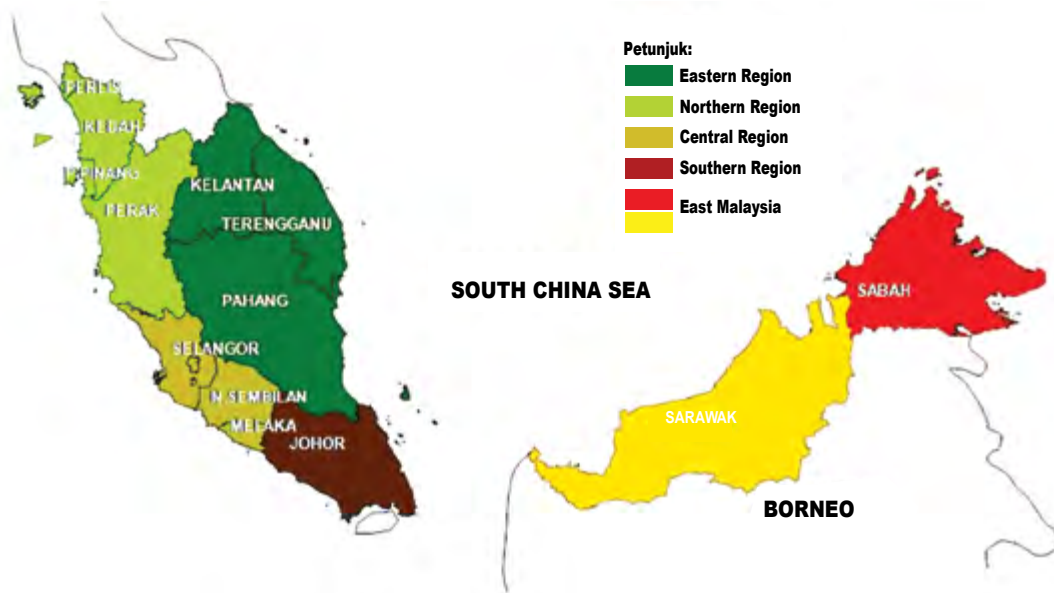 Petunjuk:
Eastern Region
Northern Region
Central Region
Southern Region
East Malaysia
PERLIS
KEDAH
P.PINANG
PERAK
KELANTAN
TERENGGANU
PAHANG
SELANGOR
N.SEMBILAN
MELAKA
JOHOR
SOUTH CHINA SEA
SABAH
SARAWAK
BORNEO